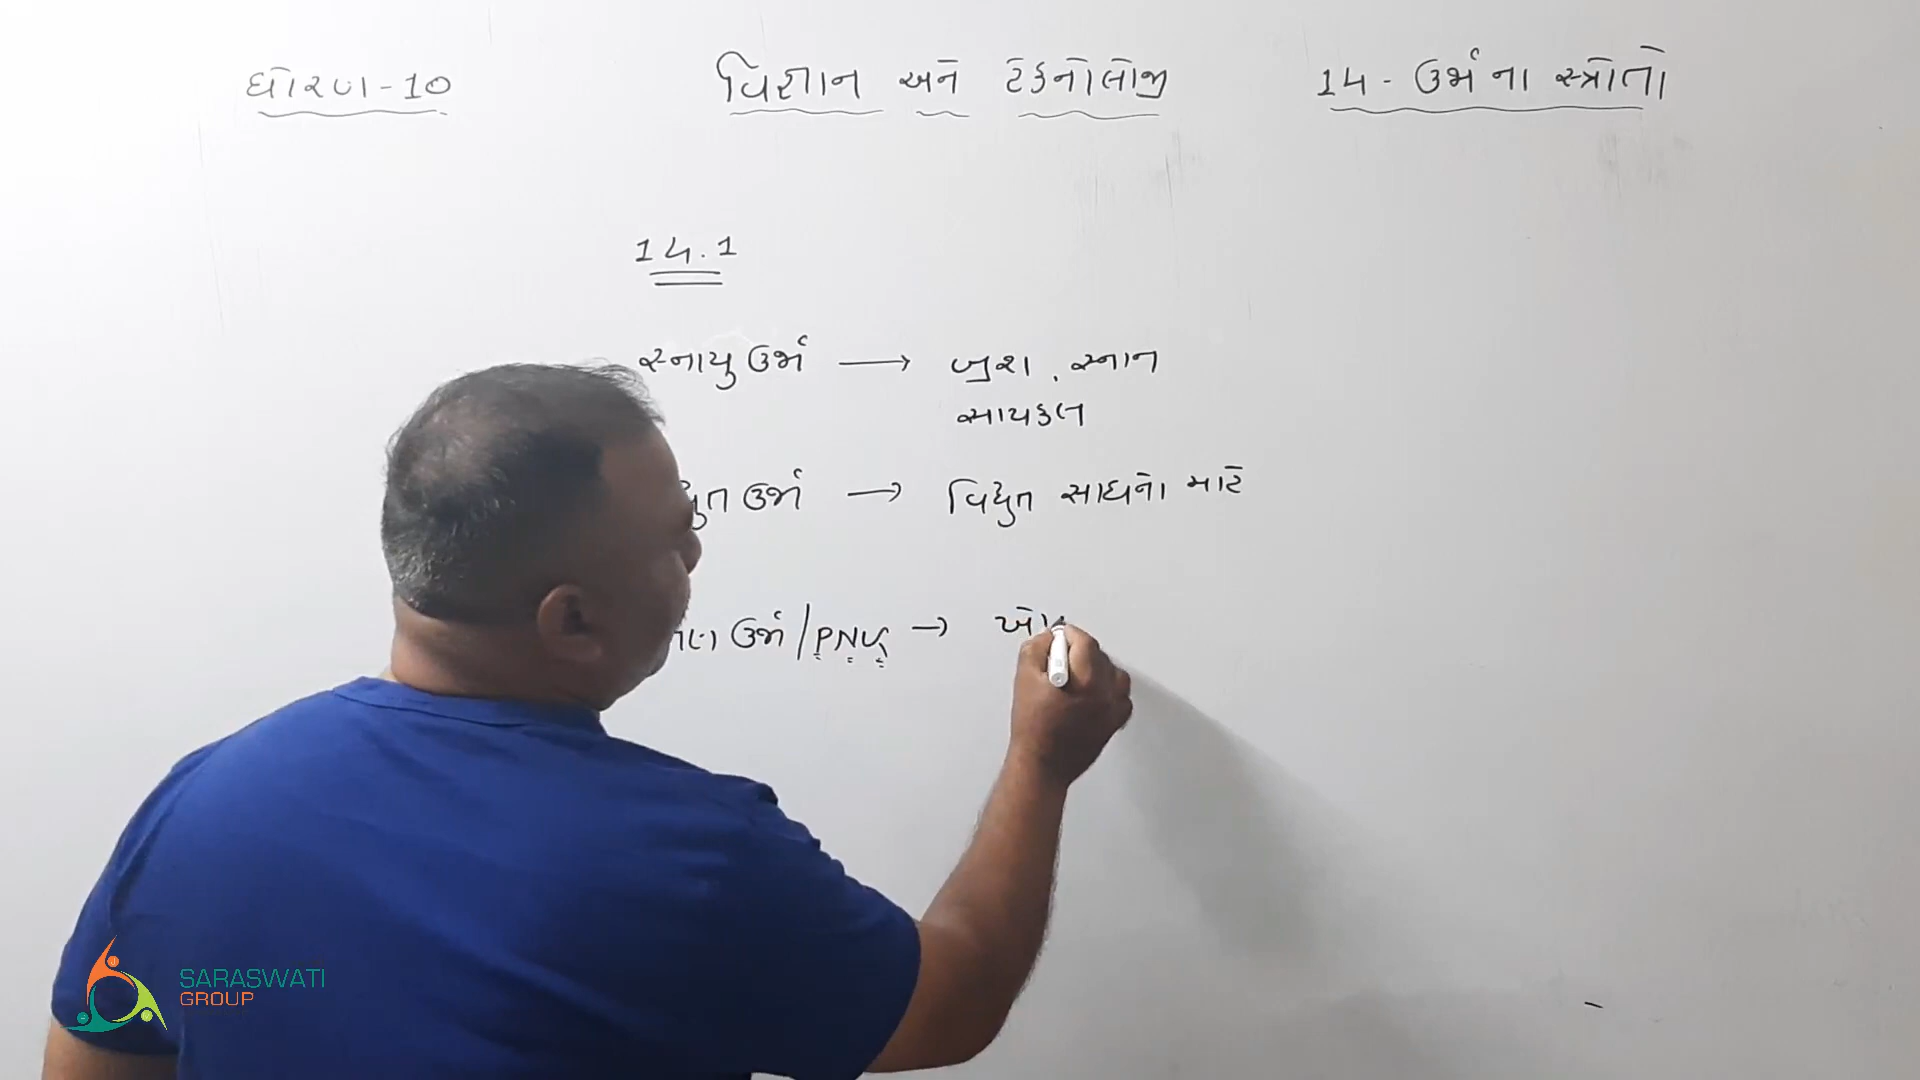 ધોરણ-10
વિજ્ઞાન અને ટેકનોલોજી
14 - ઉર્જાના સ્ત્રોતો
14.1
સ્નાયુ ઉર્જા → બ્રશ, સ્નાન
સાયકલ
ઉર્જા → વિદ્યુત સાધનો માટે
ઉર્જા / PNG →
SARASWATI
GROUP